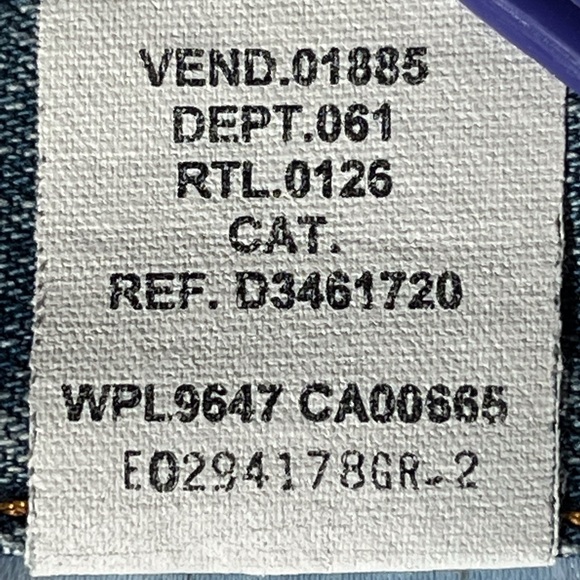 VEND.01885
DEPT.061
RTL.0126
CAT.
REF. D3461720
WPL9647 CA00665
E0294178GR-2